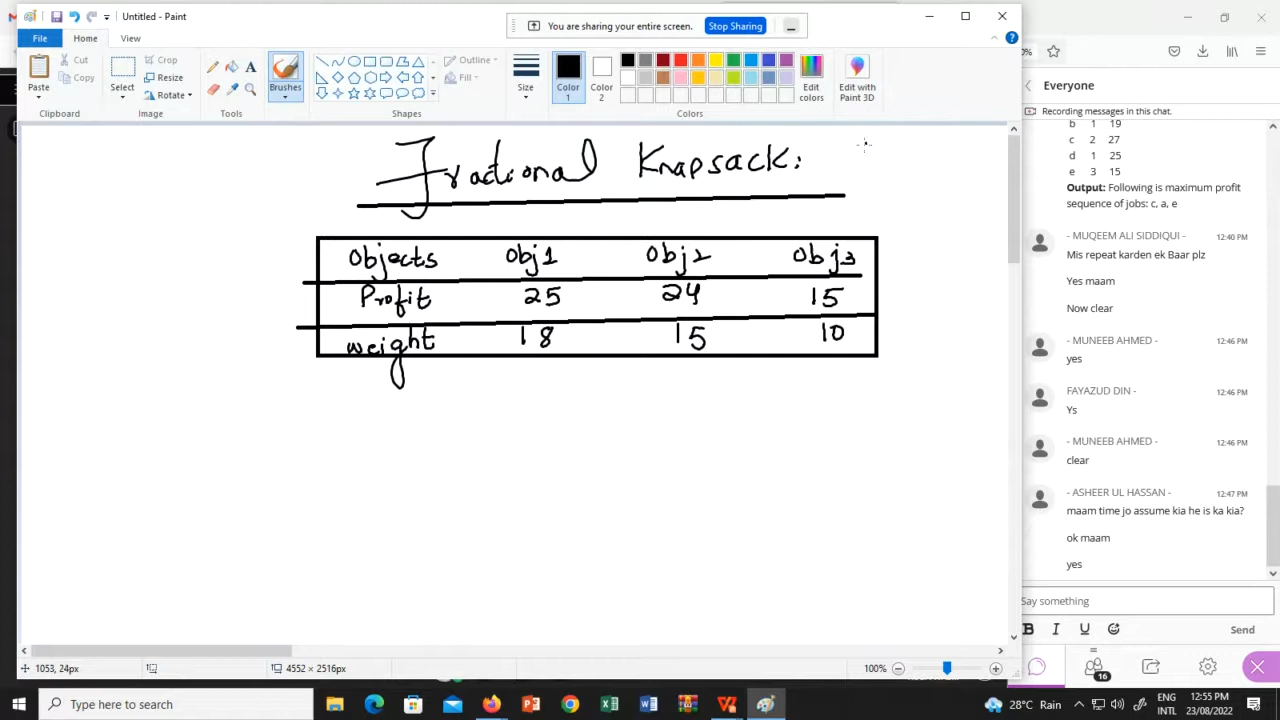 Untitled - Paint
You are sharing your entire screen. Stop Sharing
File Home View
Paste
Cut
Copy
Clipboard
Select
Crop
Resize
Rotate
Image
A
Tools
Brushes
Shapes
Outline
Fill
Size
Color 1
Color 2
Colors
Edit colors
Edit with Paint 3D
Fractional Knapsack:
Objects Obj1 Obj2 Obj3
Profit 25 24 15
weight 18 15 10
1053, 24px
4552 × 2516px
100%
Everyone
Recording messages in this chat.
b 1 19
c 2 27
d 1 25
e 3 15
Output: Following is maximum profit
sequence of jobs: c, a, e
- MUQEEM ALI SIDDIQUI - 12:40 PM
Mis repeat karden ek Baar plz
Yes maam
Now clear
- MUNEEB AHMED - 12:46 PM
yes
FAYAZUD DIN - 12:46 PM
Ys
- MUNEEB AHMED - 12:46 PM
clear
- ASHEER UL HASSAN - 12:47 PM
maam time jo assume kia he is ka kia?
ok maam
yes
Say something
B I U
Send
16
Type here to search
28°C Rain
ENG
INTL
12:55 PM
23/08/2022